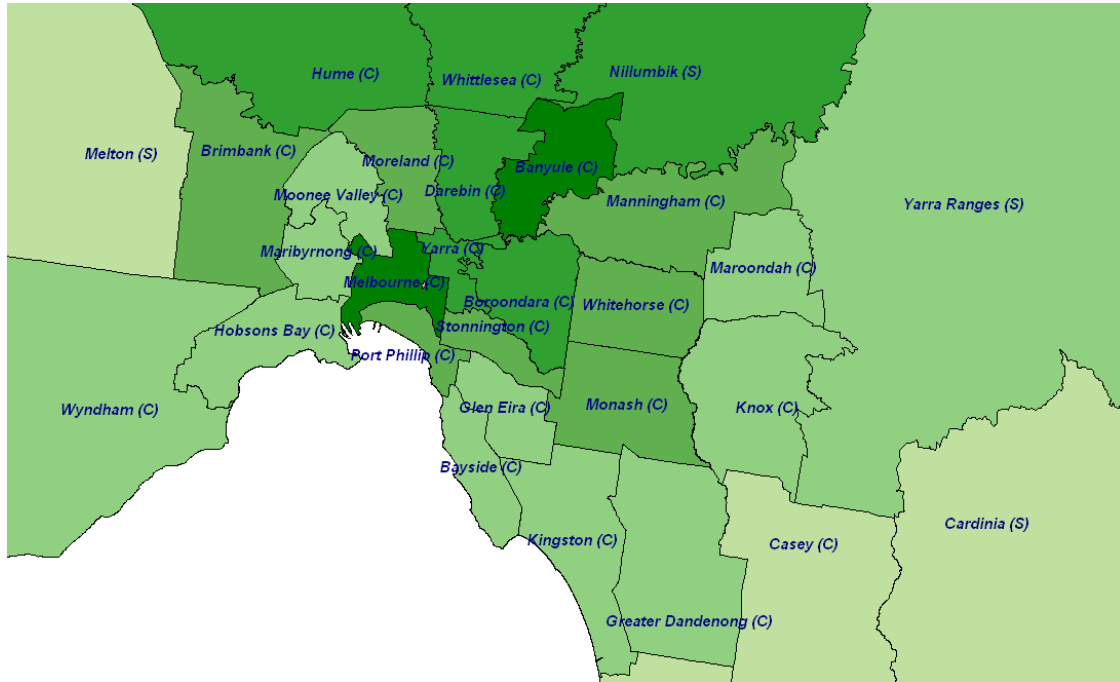 Hume (C)
Whittlesea (C)
Nillumbik (S)
Melton (S)
Brimbank (C)
Moreland (C)
Banyule (C)
Moonee Valley (C)
Darebin (C)
Manningham (C)
Yarra Ranges (S)
Maribyrnong (C)
Yarra (C)
Maroondah (C)
Melbourne (C)
Boroondara (C)
Whitehorse (C)
Hobsons Bay (C)
Stonnington (C)
Port Phillip (C)
Wyndham (C)
Glen Eira (C)
Monash (C)
Knox (C)
Bayside (C)
Kingston (C)
Casey (C)
Cardinia (S)
Greater Dandenong (C)